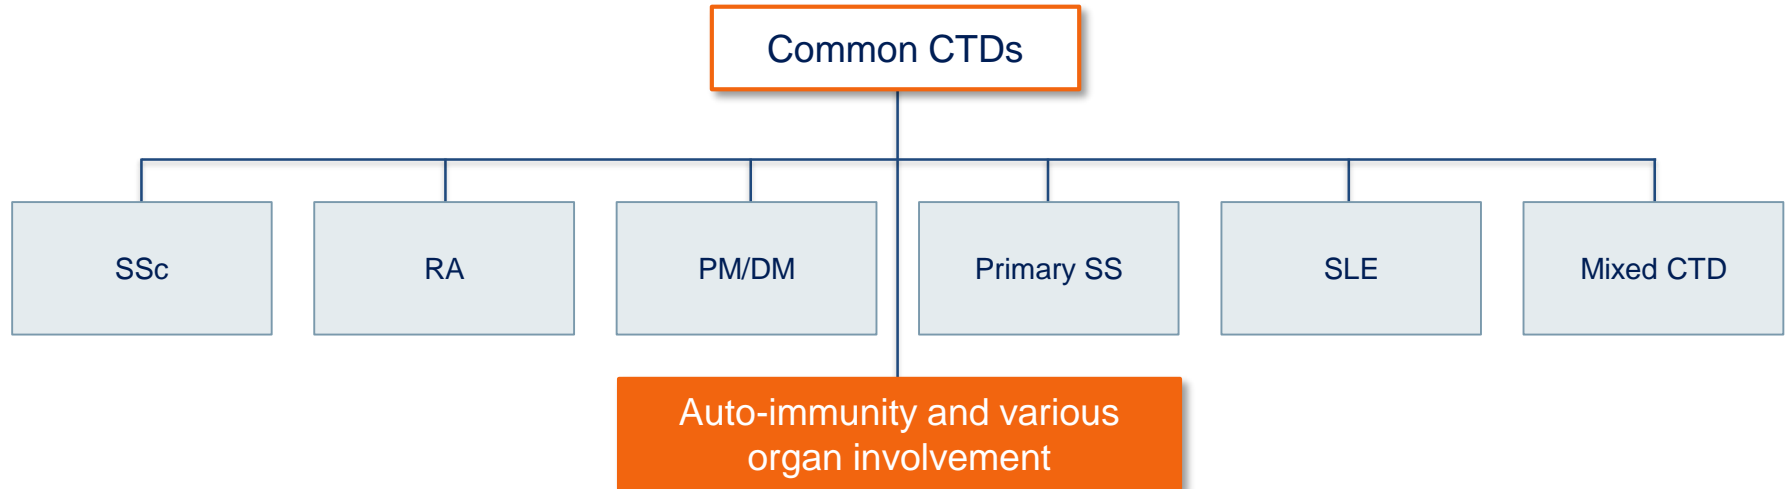 Common CTDs
SSc
RA
PM/DM
Primary SS
SLE
Mixed CTD
Auto-immunity and various
organ involvement